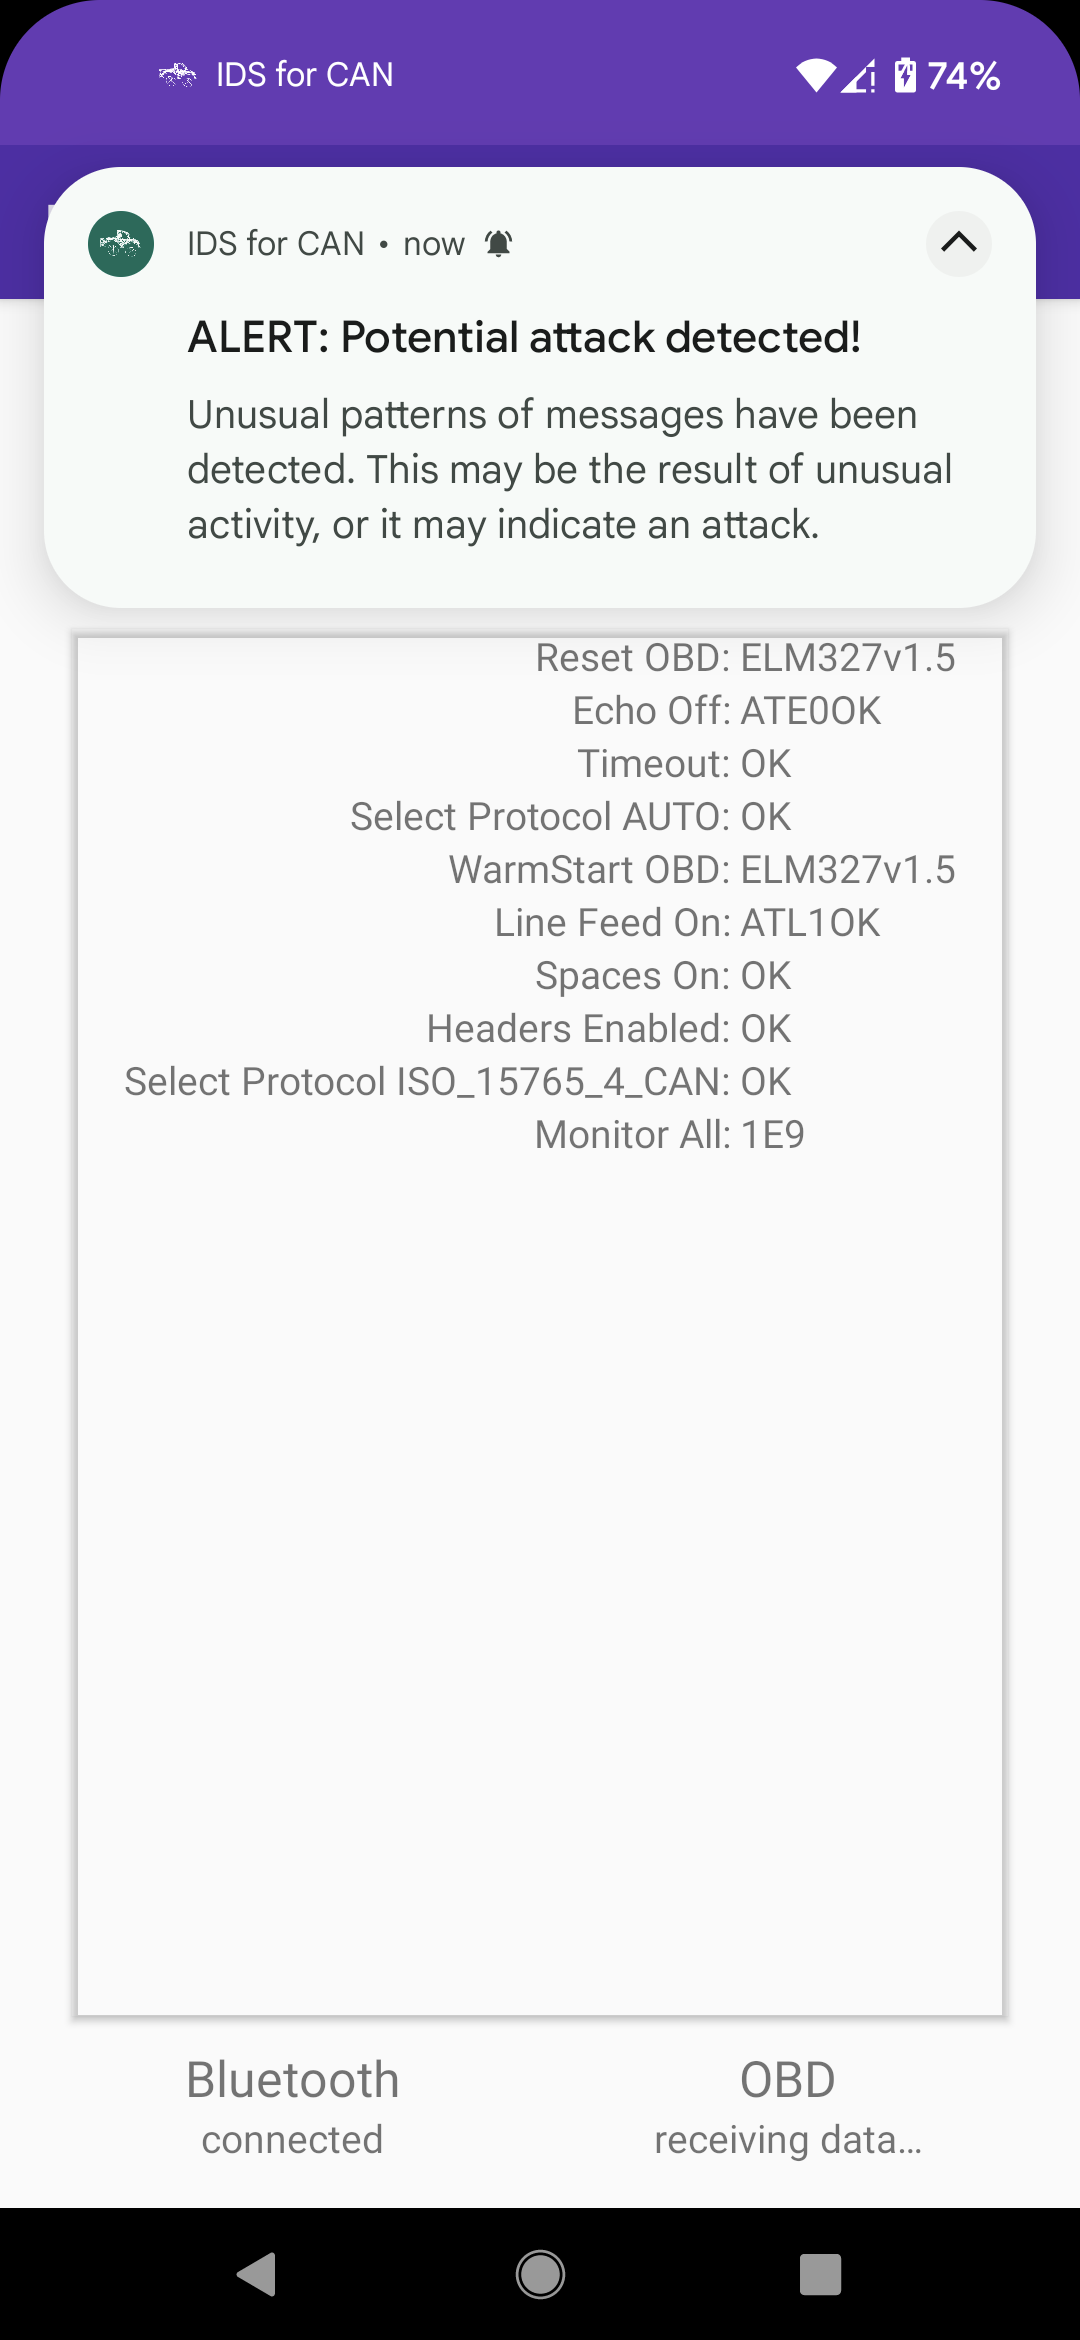 IDS for CAN
74%
IDS for CAN • now
ALERT: Potential attack detected!
Unusual patterns of messages have been
detected. This may be the result of unusual
activity, or it may indicate an attack.
Reset OBD: ELM327v1.5
Echo Off: ATE0OK
Timeout: OK
Select Protocol AUTO: OK
WarmStart OBD: ELM327v1.5
Line Feed On: ATL1OK
Spaces On: OK
Headers Enabled: OK
Select Protocol ISO_15765_4_CAN: OK
Monitor All: 1E9
Bluetooth
connected
OBD
receiving data...